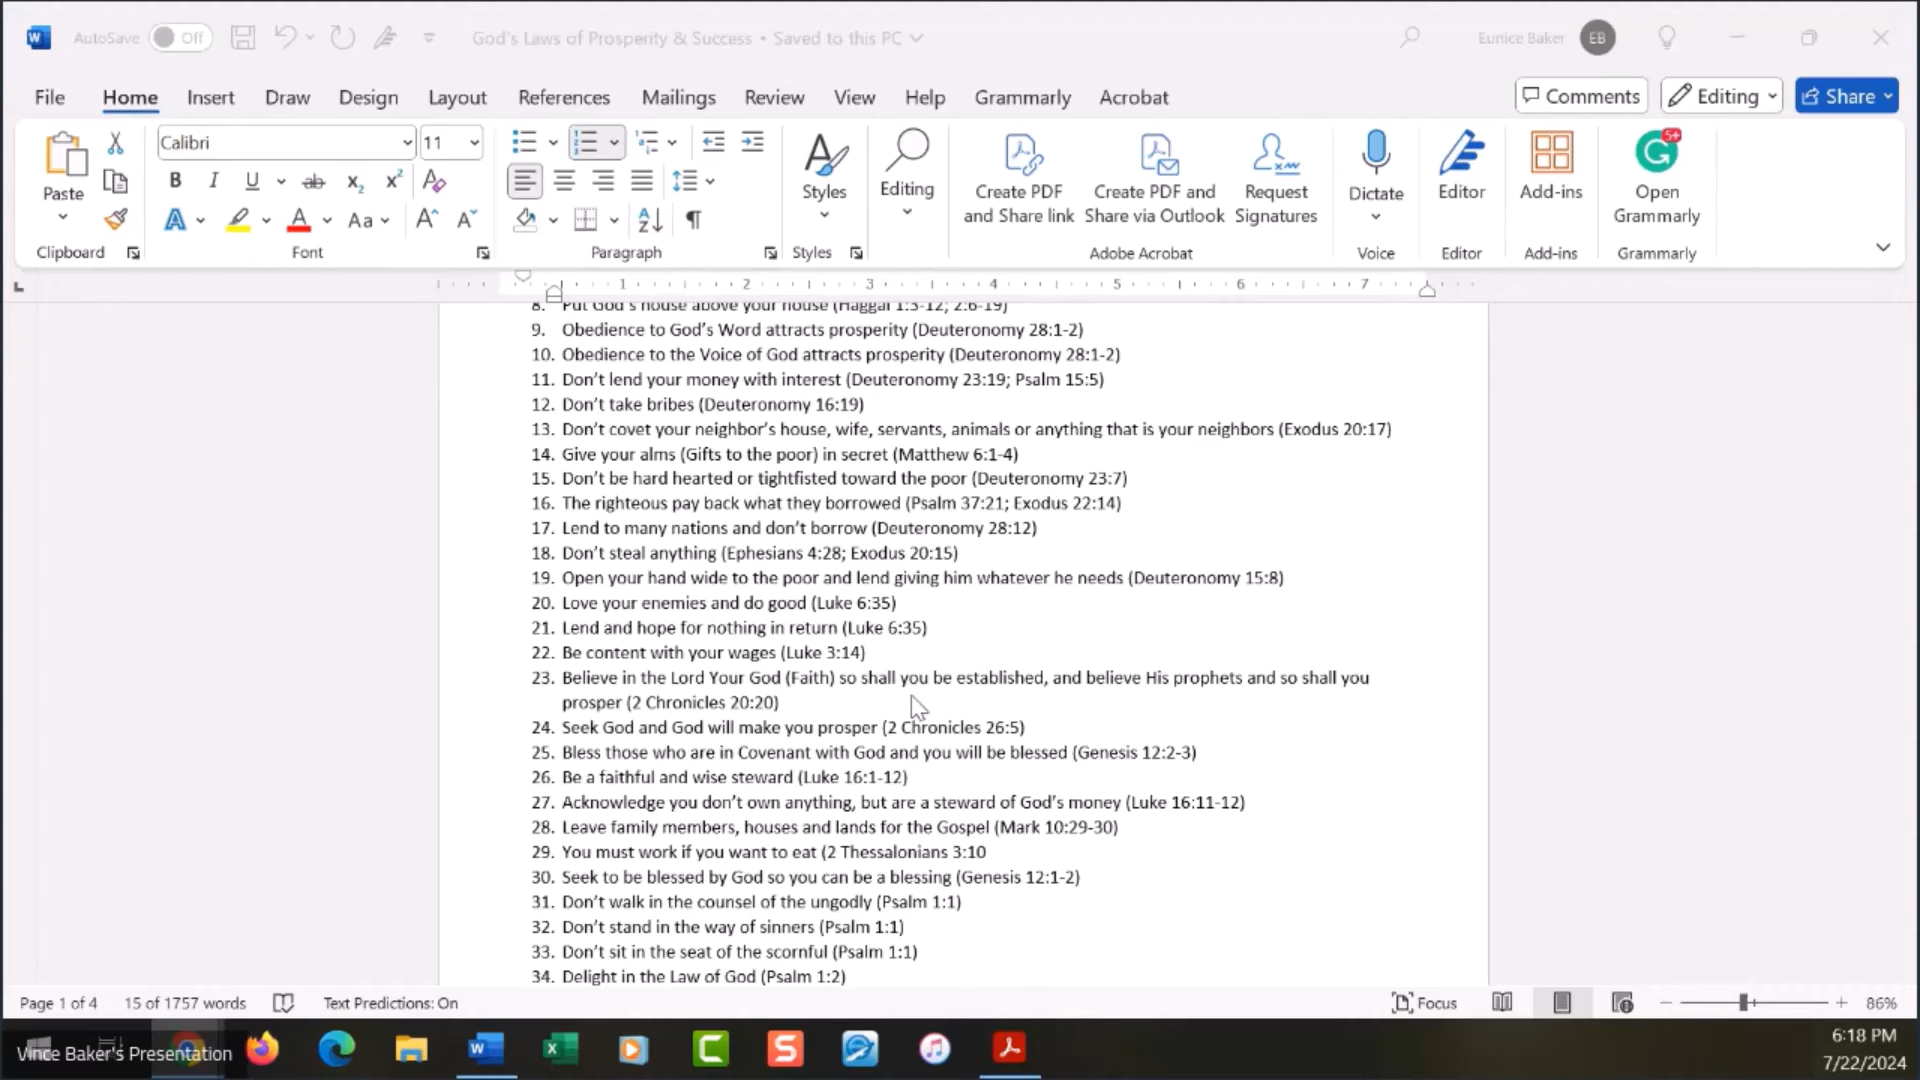 AutoSave Off God's Laws of Prosperity & Success • Saved to this PC Eunice Baker EB
File Home Insert Draw Design Layout References Mailings Review View Help Grammarly Acrobat Comments Editing Share
Calibri 11
Paste
Styles
Editing
Create PDF
and Share link
Create PDF and
Share via Outlook
Request
Signatures
Dictate
Editor
Add-ins
5+
Open
Grammarly
Clipboard Font Paragraph Styles Adobe Acrobat Voice Editor Add-ins Grammarly
1 2 3 4 5 6 7
8. Put God's house above your house (Haggai 1:3-12; 2:6-19)
9. Obedience to God's Word attracts prosperity (Deuteronomy 28:1-2)
10. Obedience to the Voice of God attracts prosperity (Deuteronomy 28:1-2)
11. Don't lend your money with interest (Deuteronomy 23:19; Psalm 15:5)
12. Don't take bribes (Deuteronomy 16:19)
13. Don't covet your neighbor's house, wife, servants, animals or anything that is your neighbors (Exodus 20:17)
14. Give your alms (Gifts to the poor) in secret (Matthew 6:1-4)
15. Don't be hard hearted or tightfisted toward the poor (Deuteronomy 23:7)
16. The righteous pay back what they borrowed (Psalm 37:21; Exodus 22:14)
17. Lend to many nations and don't borrow (Deuteronomy 28:12)
18. Don't steal anything (Ephesians 4:28; Exodus 20:15)
19. Open your hand wide to the poor and lend giving him whatever he needs (Deuteronomy 15:8)
20. Love your enemies and do good (Luke 6:35)
21. Lend and hope for nothing in return (Luke 6:35)
22. Be content with your wages (Luke 3:14)
23. Believe in the Lord Your God (Faith) so shall you be established, and believe His prophets and so shall you
prosper (2 Chronicles 20:20)
24. Seek God and God will make you prosper (2 Chronicles 26:5)
25. Bless those who are in Covenant with God and you will be blessed (Genesis 12:2-3)
26. Be a faithful and wise steward (Luke 16:1-12)
27. Acknowledge you don't own anything, but are a steward of God's money (Luke 16:11-12)
28. Leave family members, houses and lands for the Gospel (Mark 10:29-30)
29. You must work if you want to eat (2 Thessalonians 3:10
30. Seek to be blessed by God so you can be a blessing (Genesis 12:1-2)
31. Don't walk in the counsel of the ungodly (Psalm 1:1)
32. Don't stand in the way of sinners (Psalm 1:1)
33. Don't sit in the seat of the scornful (Psalm 1:1)
34. Delight in the Law of God (Psalm 1:2)
Page 1 of 4 15 of 1757 words Text Predictions: On Focus 86%
Vince Baker's Presentation
6:18 PM
7/22/2024